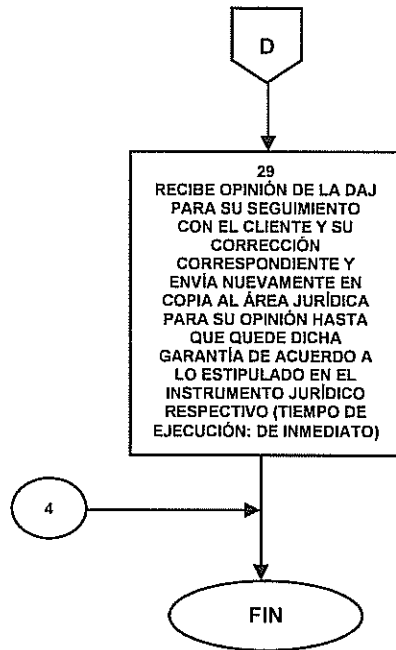 D
29
RECIBE OPINIÓN DE LA DAJ
PARA SU SEGUIMIENTO
CON EL CLIENTE Y SU
CORRECCIÓN
CORRESPONDIENTE Y
ENVÍA NUEVAMENTE EN
COPIA AL ÁREA JURÍDICA
PARA SU OPINIÓN HASTA
QUE QUEDE DICHA
GARANTÍA DE ACUERDO A
LO ESTIPULADO EN EL
INSTRUMENTO JURÍDICO
RESPECTIVO (TIEMPO DE
EJECUCIÓN: DE INMEDIATO)
4
FIN